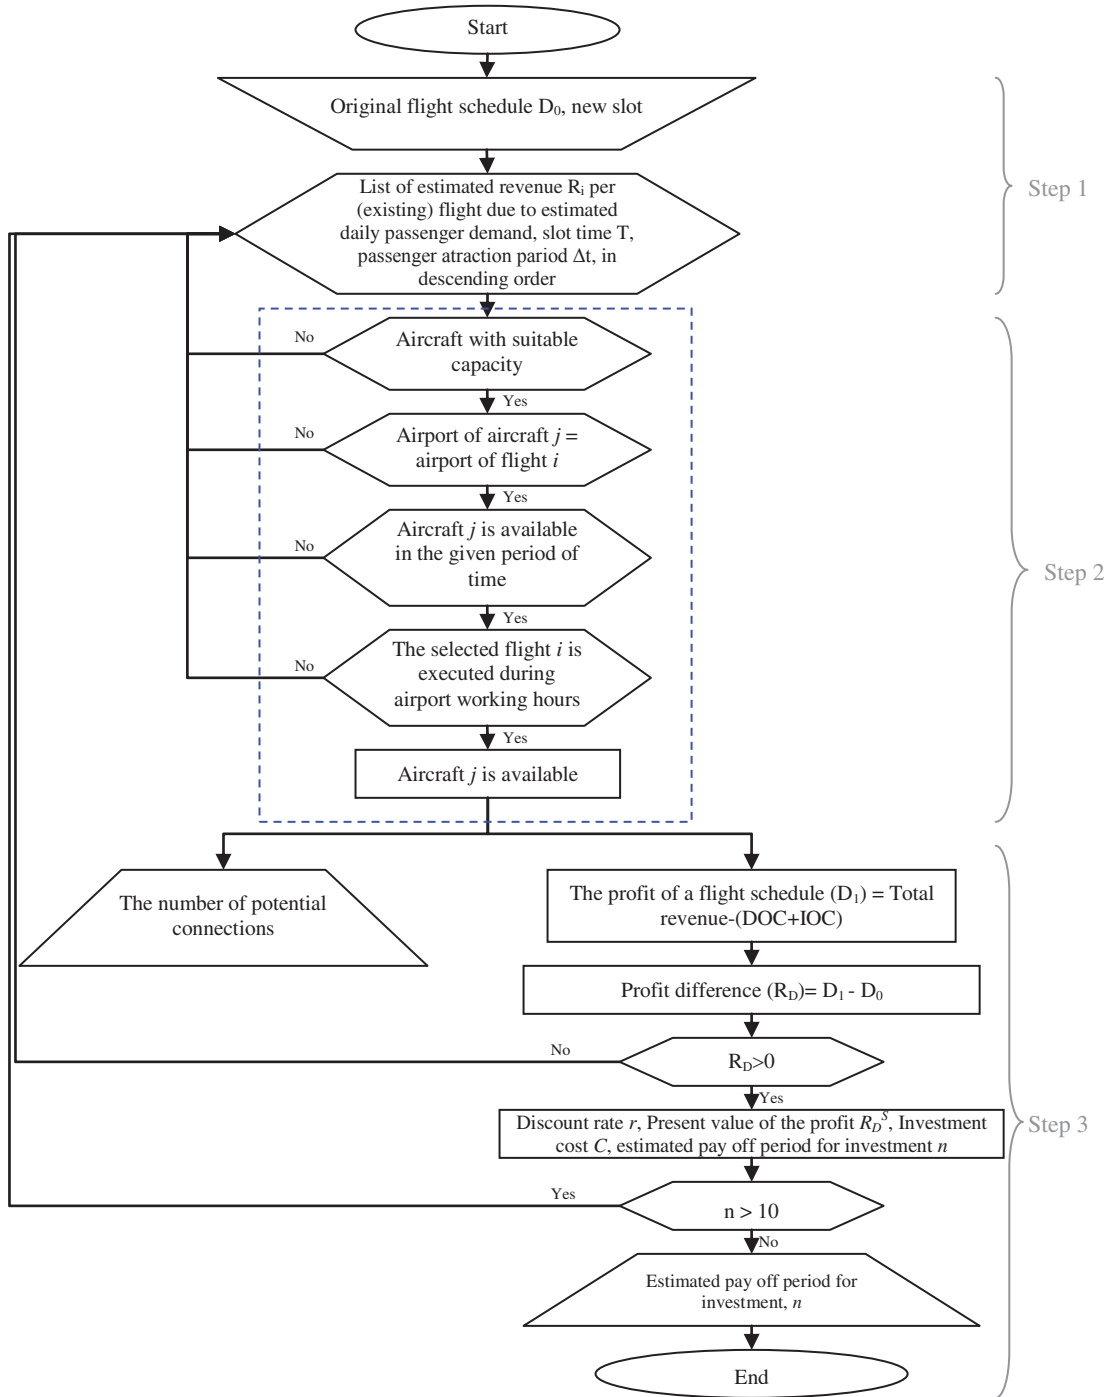 Start
Original flight schedule D₀, new slot
Step 1
List of estimated revenue Rᵢ per
(existing) flight due to estimated
daily passenger demand, slot time T,
passenger atraction pariod Δt, in
descending order
No
Aircraft with suitable
capacity
Yes
No
Airport of aircraft j =
airport of flight i
Yes
No
Aircraft j is available
in the given period of
time
Step 2
Yes
No
The selected flight i is
executed during
airport working hours
Yes
Aircraft j is available
The number of potential
connections
The profit of a flight schedule (D₁) = Total
revenue-(DOC+IOC)
Profit difference (R_D)= D₁ - D₀
No
R_D>0
Yes
Discount rate r, Present value of the profit R_D^S, Investment
cost C, estimated pay off period for investment n
Step 3
Yes
n > 10
No
Estimated pay off period for
investment, n
End